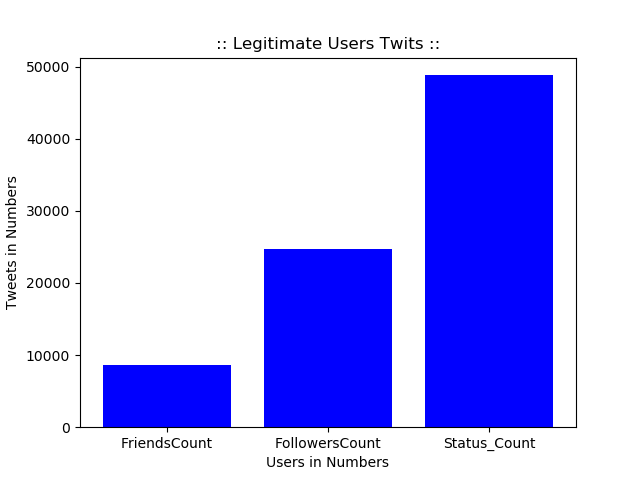 :: Legitimate Users Twits ::
50000
40000
30000
20000
10000
0
Tweets in Numbers
FriendsCount FollowersCount Status_Count
Users in Numbers